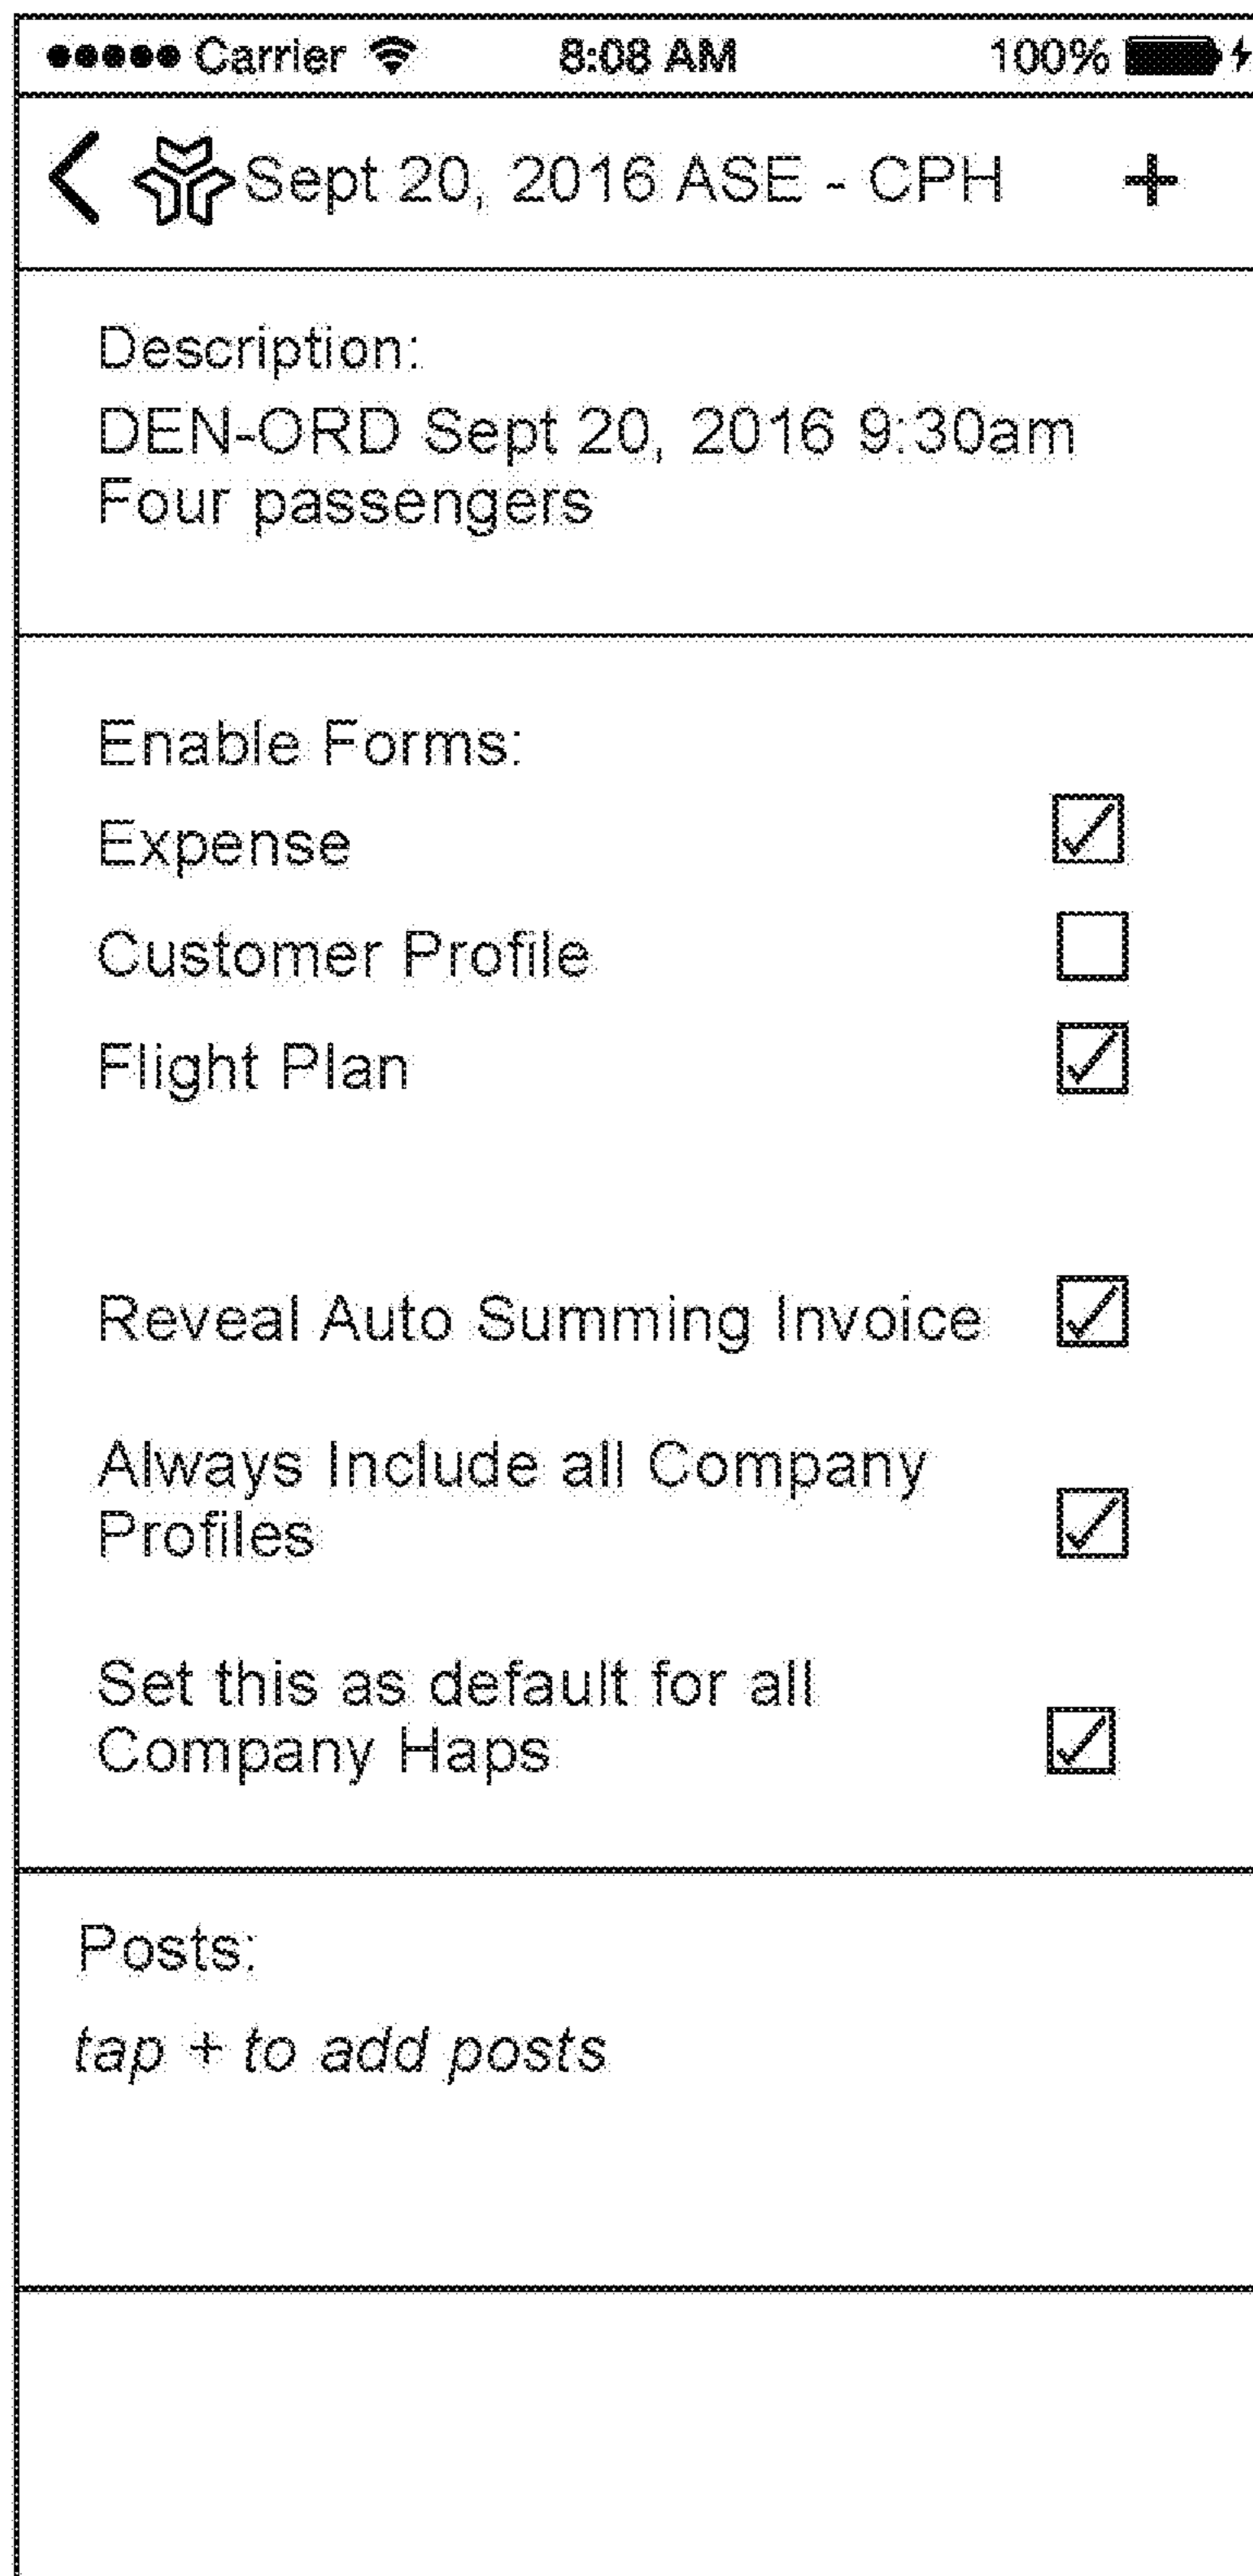 Carrier 8:08 AM 100%
Sept 20, 2016 ASE - CPH +
Description:
DEN-ORD Sept 20, 2016 9:30am
Four passengers
Enable Forms:
Expense
Customer Profile
Flight Plan
Reveal Auto Summing Invoice
Always Include all Company
Profiles
Set this as default for all
Company Haps
Posts:
tap + to add posts